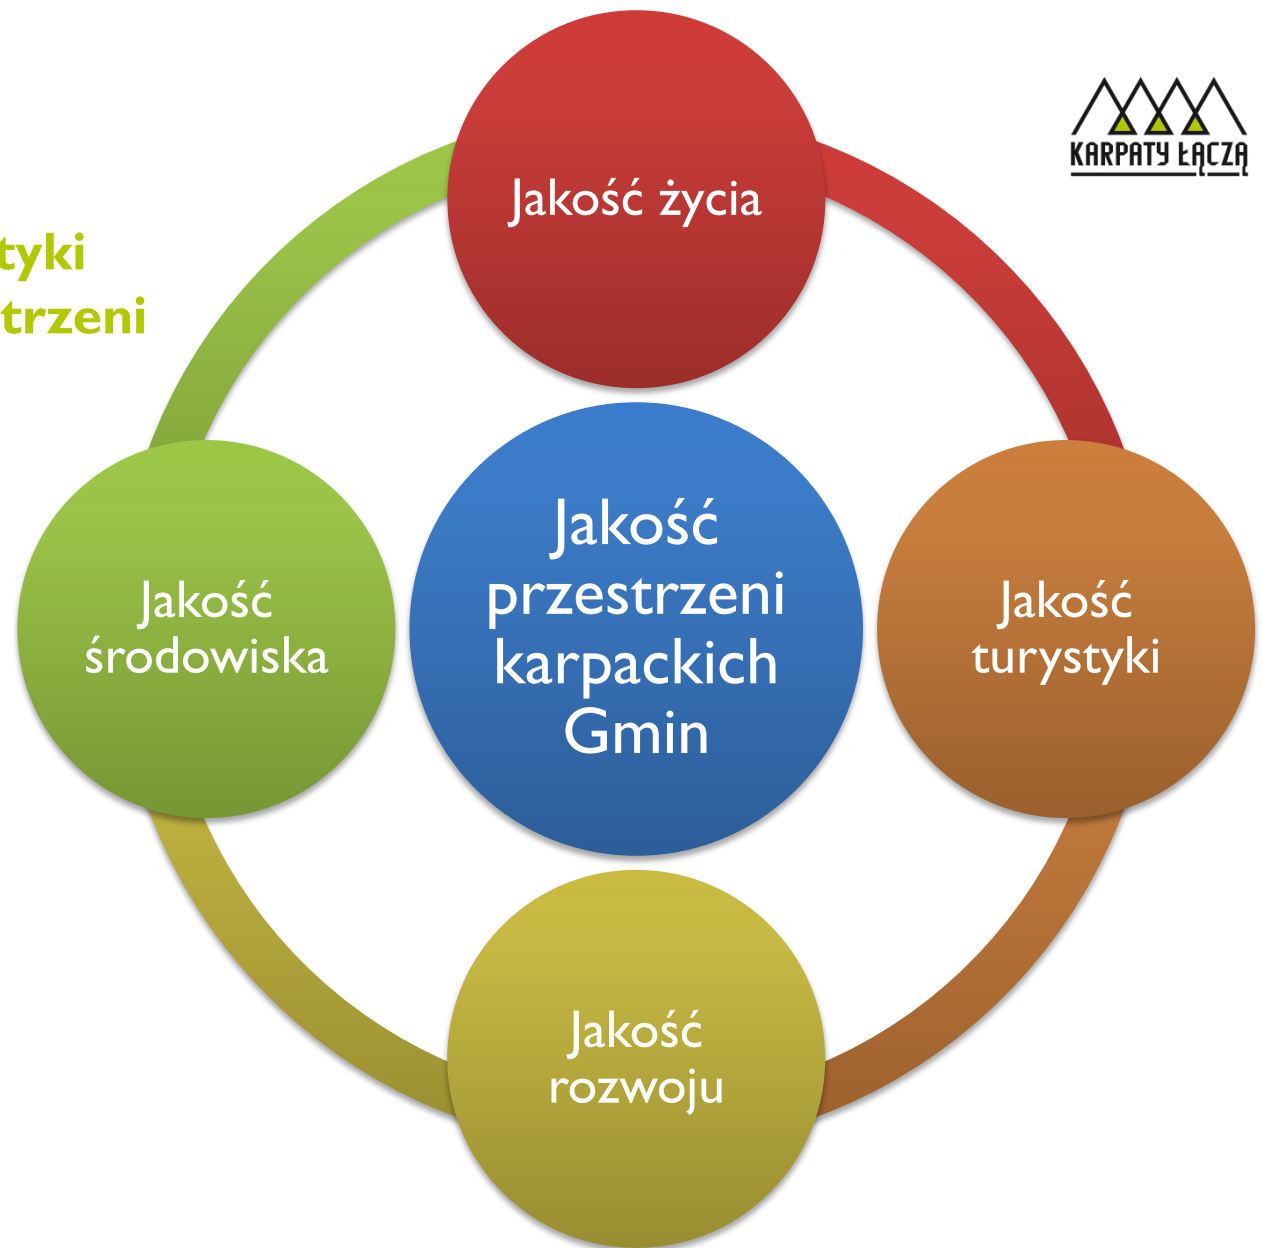 KARPATY ŁĄCZĄ
Jakość życia
tyki
trzeni
Jakość
środowiska
Jakość
przestrzeni
karpackich
Gmin
Jakość
turystyki
Jakość
rozwoju